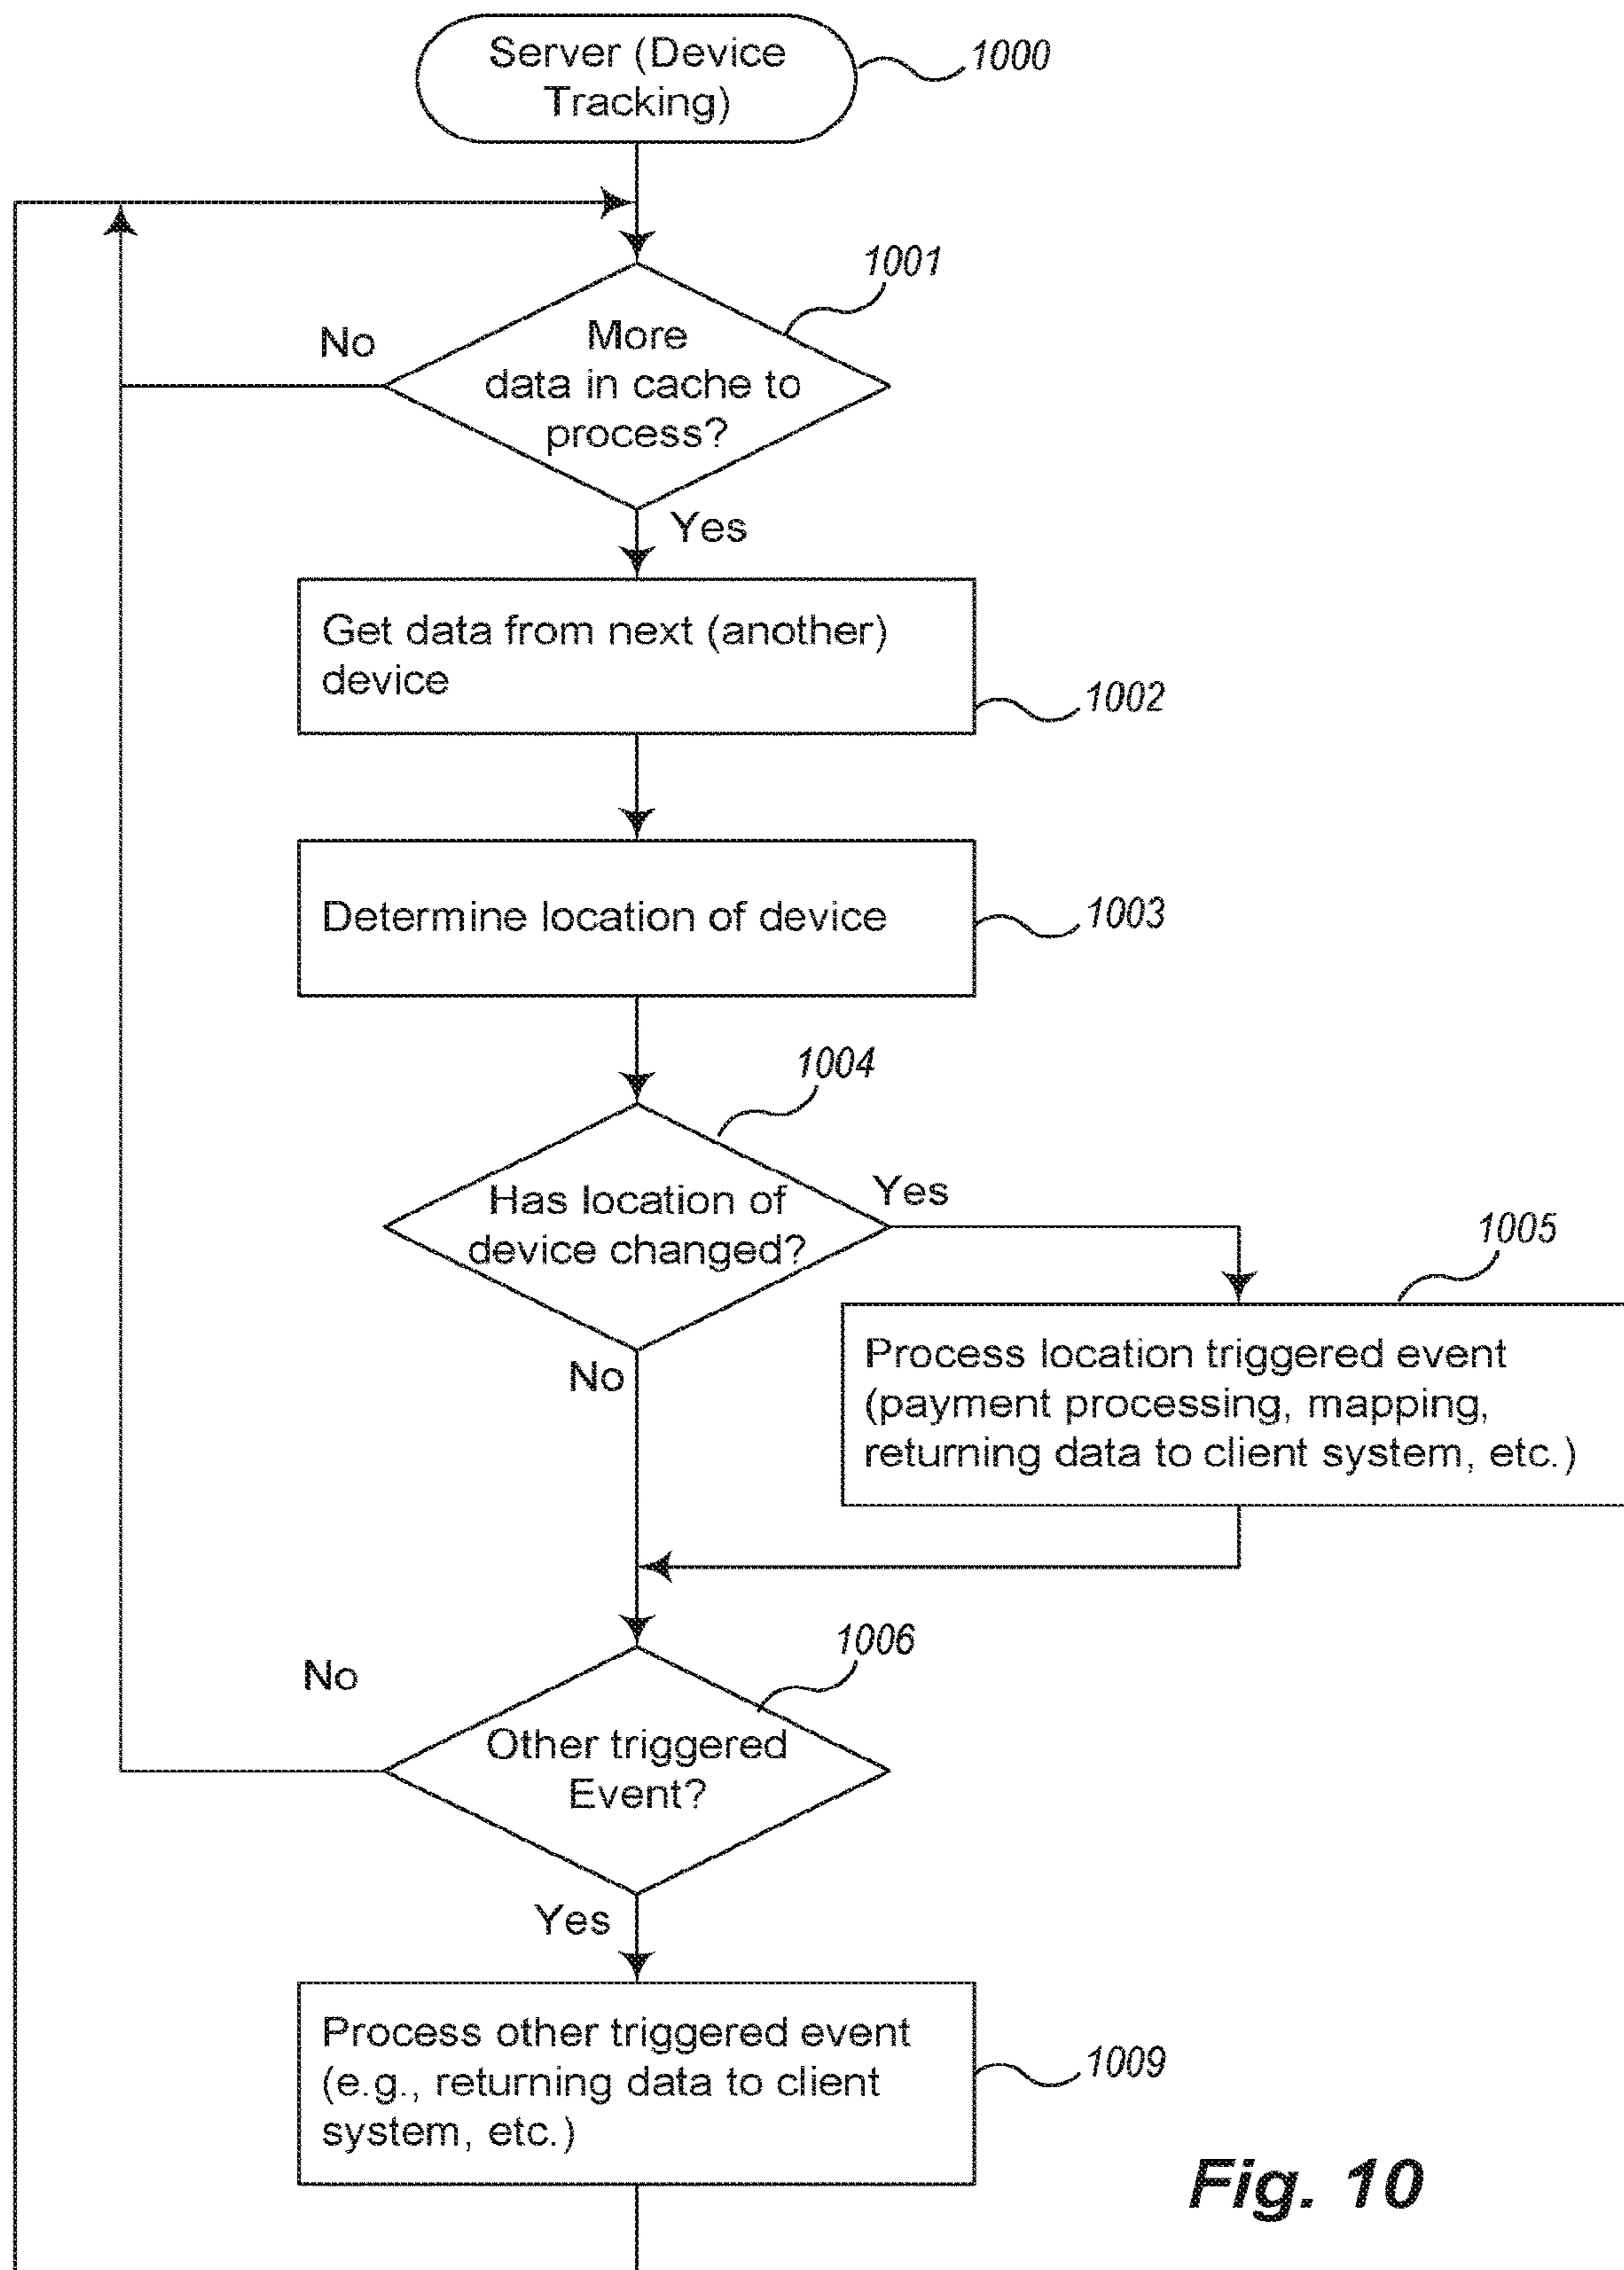 Server (Device
Tracking)
1000
1001
No
More
data in cache to
process?
Yes
Get data from next (another)
device
1002
Determine location of device
1003
1004
Has location of
device changed?
Yes
1005
No
Process location triggered event
(payment processing, mapping,
returning data to client system, etc.)
1006
No
Other triggered
Event?
Yes
Process other triggered event
(e.g., returning data to client
system, etc.)
1009
Fig. 10